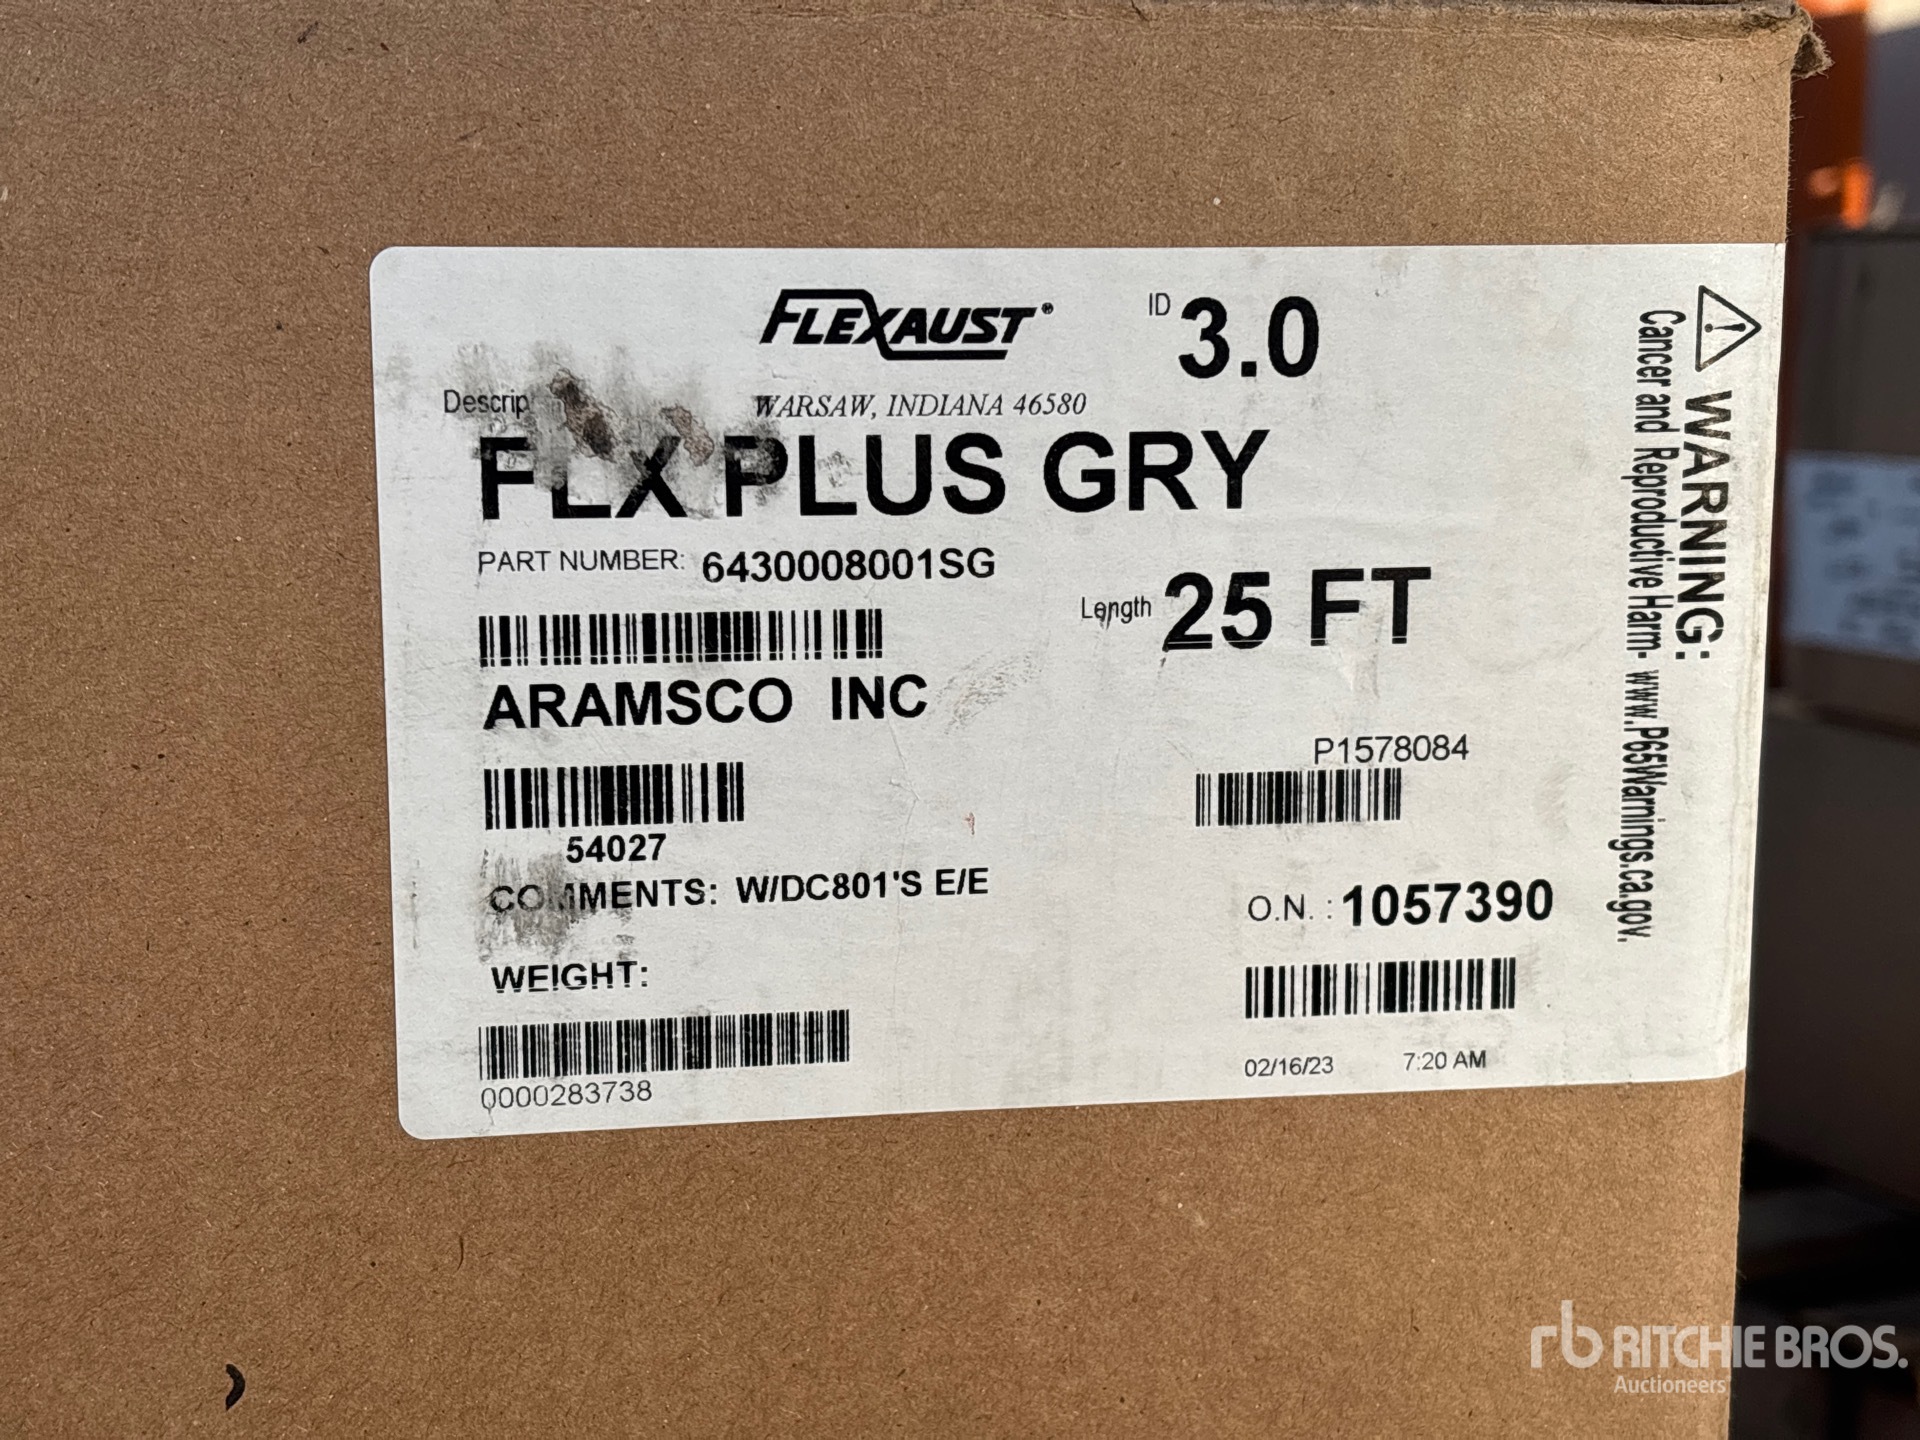 FLEXAUST®
ID 3.0
WARSAW, INDIANA 46580
FLX PLUS GRY
PART NUMBER: 6430008001SG
Length 25 FT
ARAMSCO INC
P1578084
54027
COMMENTS: W/DC801'S E/E
O.N. : 1057390
WEIGHT:
0000283738
02/16/23 7:20 AM
WARNING:
Cancer and Reproductive Harm- www.P65Warnings.ca.gov.
rb RITCHIE BROS.
Auctioneers